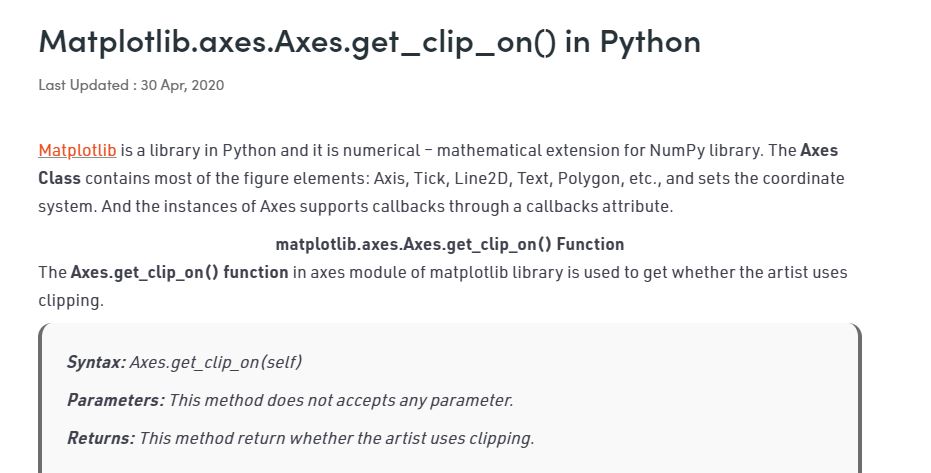 Matplotlib.axes.Axes.get_clip_on() in Python
Last Updated : 30 Apr, 2020
Matplotlib is a library in Python and it is numerical – mathematical extension for NumPy library. The Axes
Class contains most of the figure elements: Axis, Tick, Line2D, Text, Polygon, etc., and sets the coordinate
system. And the instances of Axes supports callbacks through a callbacks attribute.
matplotlib.axes.Axes.get_clip_on() Function
The Axes.get_clip_on() function in axes module of matplotlib library is used to get whether the artist uses
clipping.
Syntax: Axes.get_clip_on(self)
Parameters: This method does not accepts any parameter.
Returns: This method return whether the artist uses clipping.